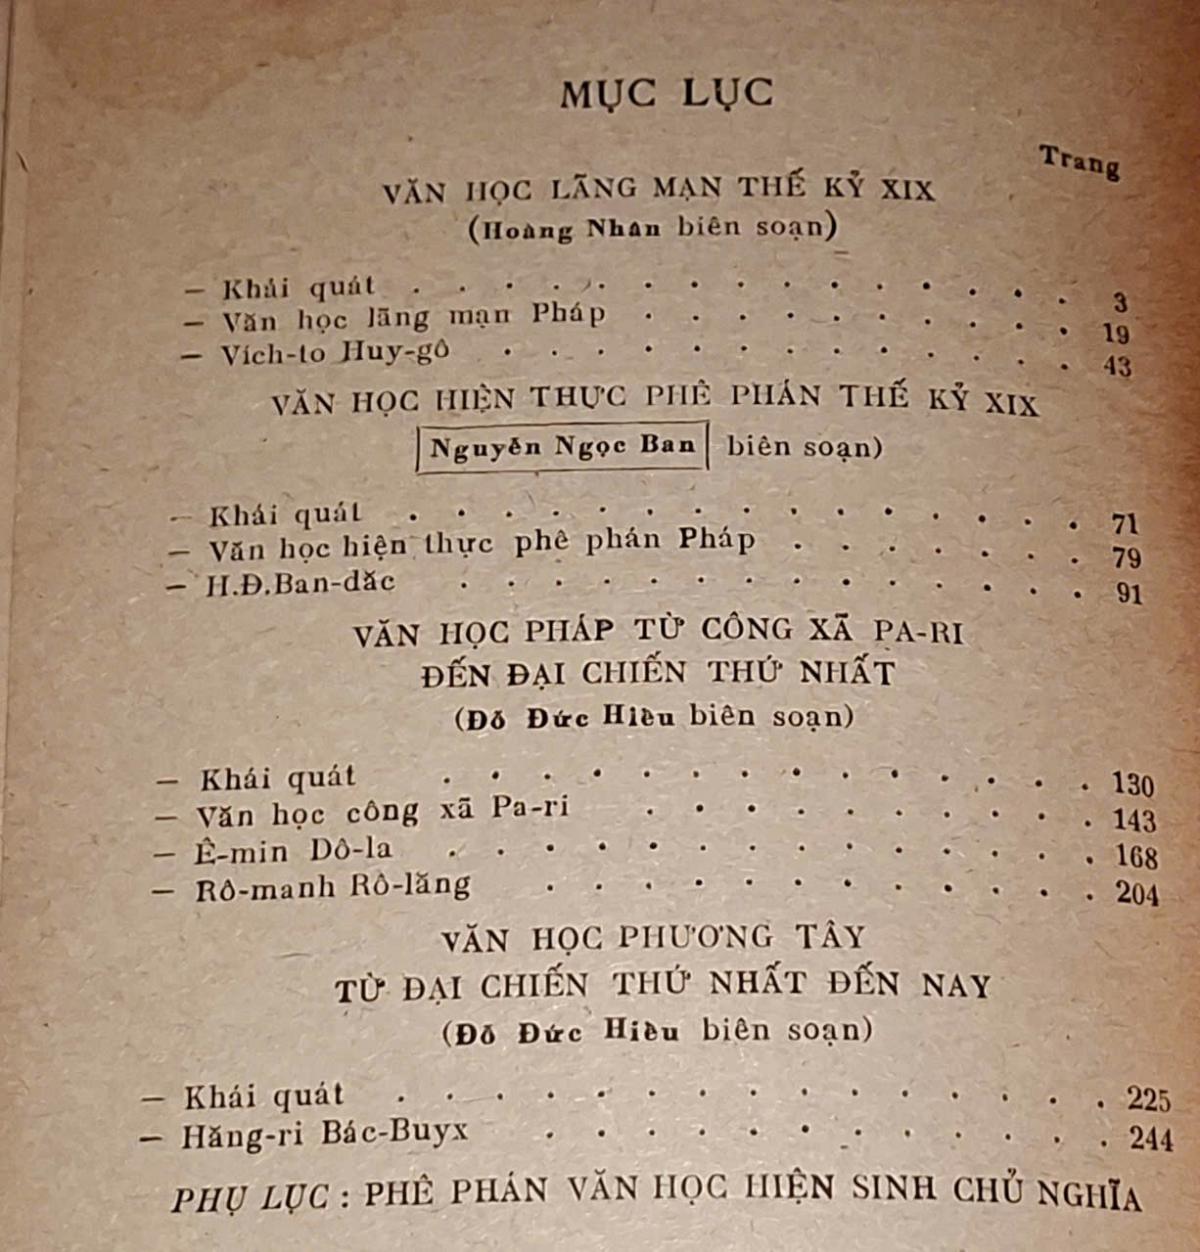 MỤC LỤC
Trang
VĂN HỌC LÃNG MẠN THẾ KỶ XIX
(Hoàng Nhân biên soạn)
— Khái quát . . . . . . . . . . . . . . . 3
— Văn học lãng mạn Pháp . . . . . . . . . . 19
— Vích-to Huy-gô . . . . . . . . . . . . . 43
VĂN HỌC HIỆN THỰC PHÊ PHÁN THẾ KỶ XIX
Nguyễn Ngọc Ban biên soạn)
— Khái quát . . . . . . . . . . . . . . . 71
— Văn học hiện thực phê phán Pháp . . . . . . . 79
— H.Đ.Ban-dắc . . . . . . . . . . . . . . 91
VĂN HỌC PHÁP TỪ CÔNG XÃ PA-RI
ĐẾN ĐẠI CHIẾN THỨ NHẤT
(Đỗ Đức Hiểu biên soạn)
— Khái quát . . . . . . . . . . . . . . 130
— Văn học công xã Pa-ri . . . . . . . . . . 143
— Ê-min Dô-la . . . . . . . . . . . . . . 168
— Rô-manh Rô-lăng . . . . . . . . . . . . 204
VĂN HỌC PHƯƠNG TÂY
TỪ ĐẠI CHIẾN THỨ NHẤT ĐẾN NAY
(Đỗ Đức Hiểu biên soạn)
— Khái quát . . . . . . . . . . . . . . . 225
— Hăng-ri Bác-Buyx . . . . . . . . . . . . 244
PHỤ LỤC : PHÊ PHÁN VĂN HỌC HIỆN SINH CHỦ NGHĨA